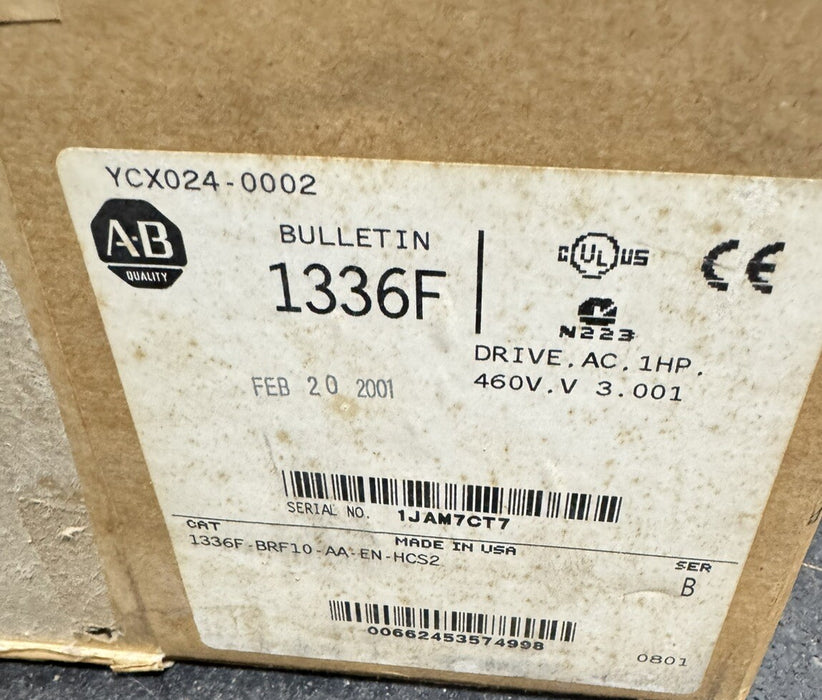 YCX024-0002
A-B
QUALITY
BULLETIN
1336F
C UL US
CE
N223
DRIVE,AC,1HP,
460V.V 3.001
FEB 20 2001
SERIAL NO. 1JAM7CT7
MADE IN USA
CAT
1336F-BRF10-AA-EN-HCS2
SER
B
00662453574998
0801